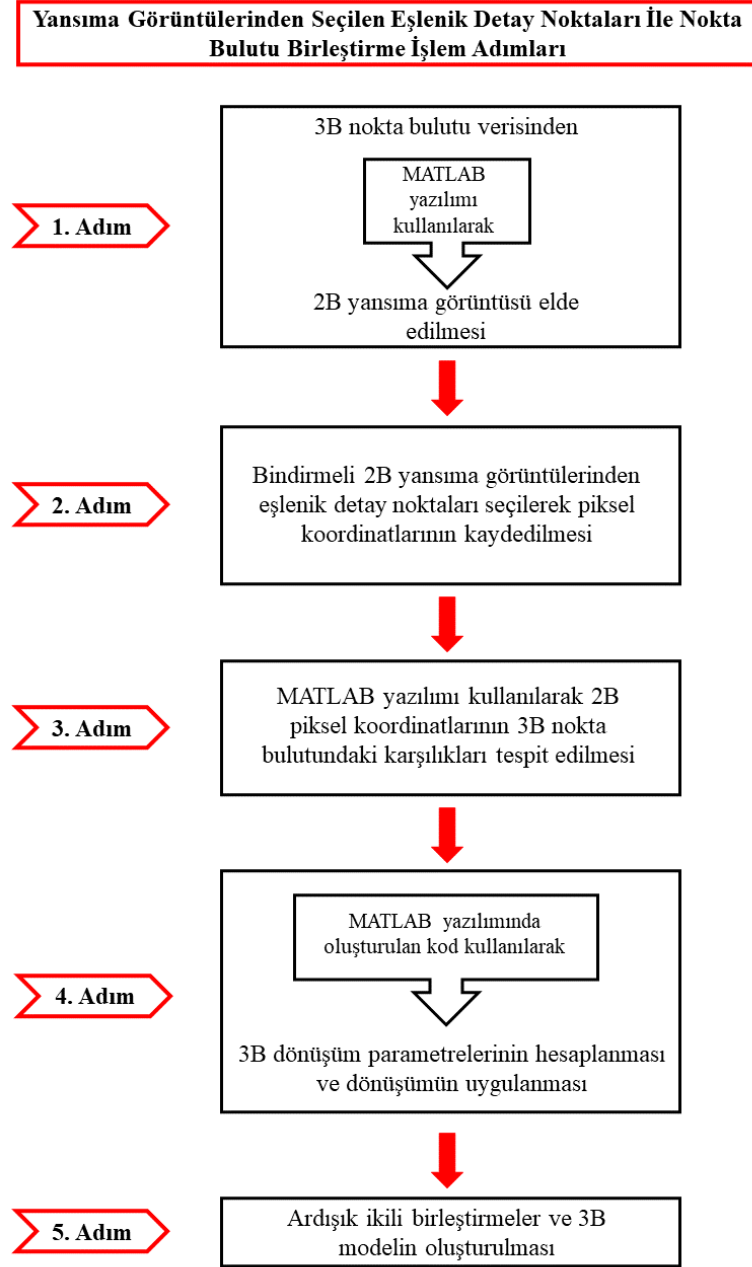 Yansıma Görüntülerinden Seçilen Eşlenik Detay Noktaları İle Nokta
Bulutu Birleştirme İşlem Adımları
1. Adım
3B nokta bulutu verisinden
MATLAB
yazılımı
kullanılarak
2B yansıma görüntüsü elde
edilmesi
2. Adım
Bindirmeli 2B yansıma görüntülerinden
eşlenik detay noktaları seçilerek piksel
koordinatlarının kaydedilmesi
3. Adım
MATLAB yazılımı kullanılarak 2B
piksel koordinatlarının 3B nokta
bulutundaki karşılıkları tespit edilmesi
4. Adım
MATLAB yazılımında
oluşturulan kod kullanılarak
3B dönüşüm parametrelerinin hesaplanması
ve dönüşümün uygulanması
5. Adım
Ardışık ikili birleştirmeler ve 3B
modelin oluşturulması